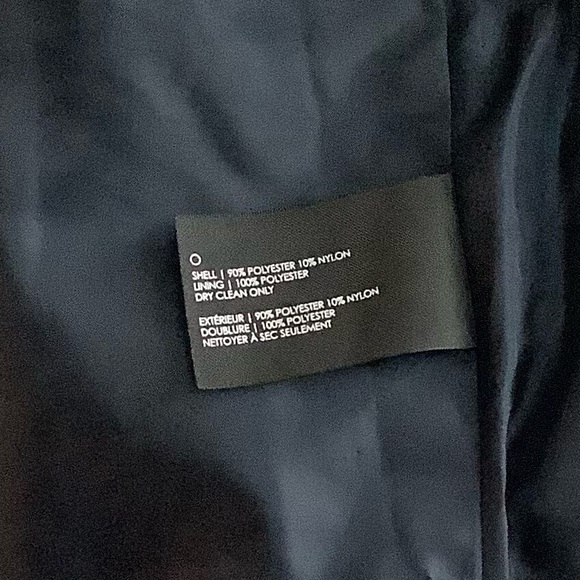 O
SHELL | 90% POLYESTER 10% NYLON
LINING | 100% POLYESTER
DRY CLEAN ONLY
EXTÉRIEUR | 90% POLYESTER 10% NYLON
DOUBLURE | 100% POLYESTER
NETTOYER À SEC SEULEMENT